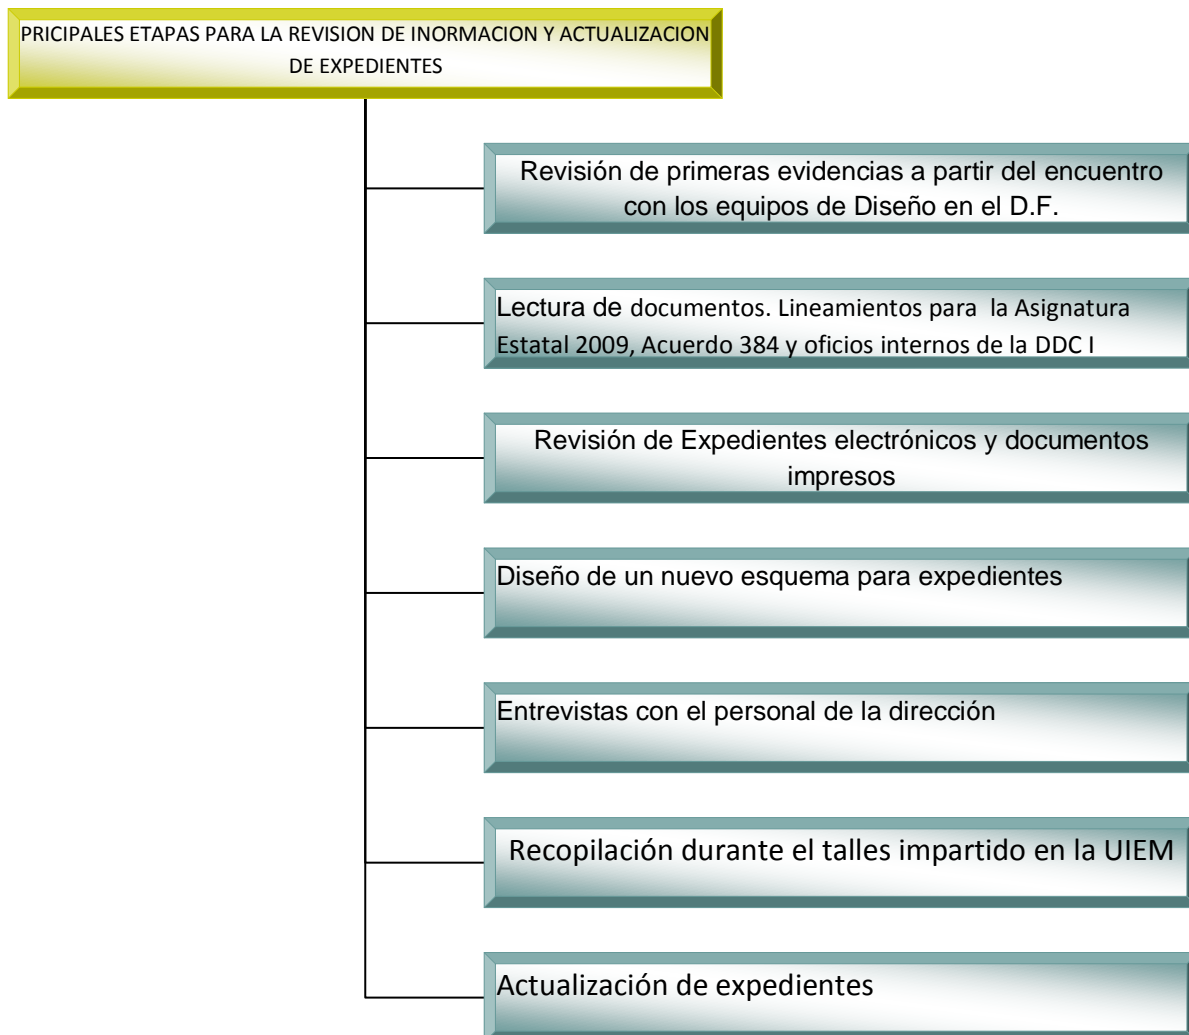 PRICIPALES ETAPAS PARA LA REVISION DE INORMACION Y ACTUALIZACION
DE EXPEDIENTES
Revisión de primeras evidencias a partir del encuentro
con los equipos de Diseño en el D.F.
Lectura de documentos. Lineamientos para la Asignatura
Estatal 2009, Acuerdo 384 y oficios internos de la DDC I
Revisión de Expedientes electrónicos y documentos
impresos
Diseño de un nuevo esquema para expedientes
Entrevistas con el personal de la dirección
Recopilación durante el talles impartido en la UIEM
Actualización de expedientes